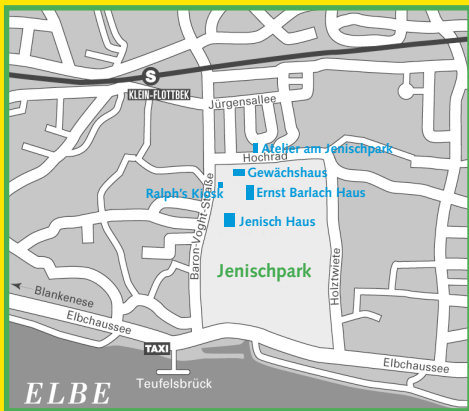 S
KLEIN-FLOTTBEK
Jürgensallee
Atelier am Jenischpark
Hochrad
Gewächshaus
Ralph's Kiosk
Ernst Barlach Haus
Baron-Voght-Straße
Jenisch Haus
Jenischpark
Holztwiete
Blankenese
Elbchaussee
TAXI
Elbchaussee
Teufelsbrück
ELBE